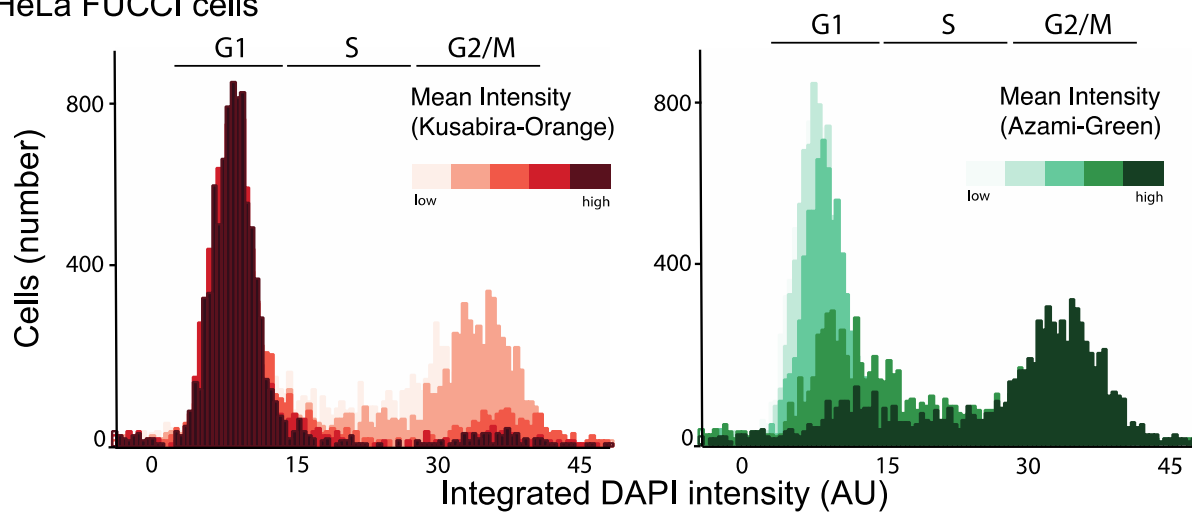 HeLa FUCCI cells
G1 S G2/M
Mean Intensity
(Kusabira-Orange)
low high
800
400
0
0 15 30 45
Cells (number)
G1 S G2/M
Mean Intensity
(Azami-Green)
low high
800
400
0
0 15 30 45
Integrated DAPI intensity (AU)